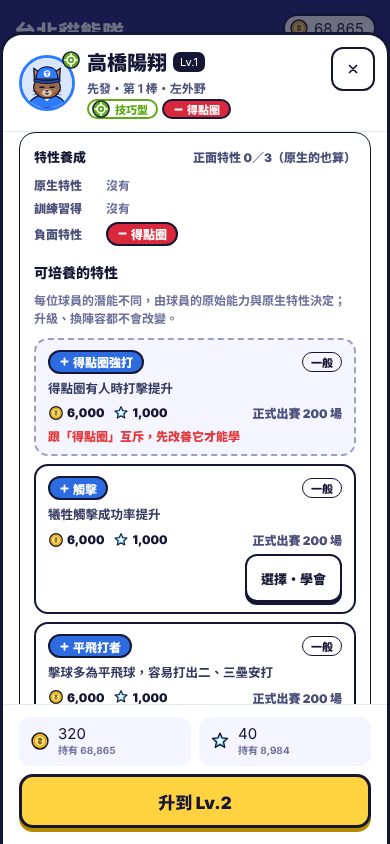 68,865
高橋陽翔 Lv.1
×
先發・第1棒・左外野
技巧型 − 得點圈
特性養成 正面特性 0／3（原生的也算）
原生特性 沒有
訓練習得 沒有
負面特性 − 得點圈
可培養的特性
每位球員的潛能不同，由球員的原始能力與原生特性決定；
升級、換陣容都不會改變。
+ 得點圈強打 一般
得點圈有人時打擊提升
6,000 1,000 正式出賽 200 場
跟「得點圈」互斥，先改善它才能學
+ 觸擊 一般
犧牲觸擊成功率提升
6,000 1,000 正式出賽 200 場
選擇・學會
+ 平飛打者 一般
擊球多為平飛球，容易打出二、三壘安打
6,000 1,000 正式出賽 200 場
320 40
持有 68,865 持有 8,984
升到 Lv.2